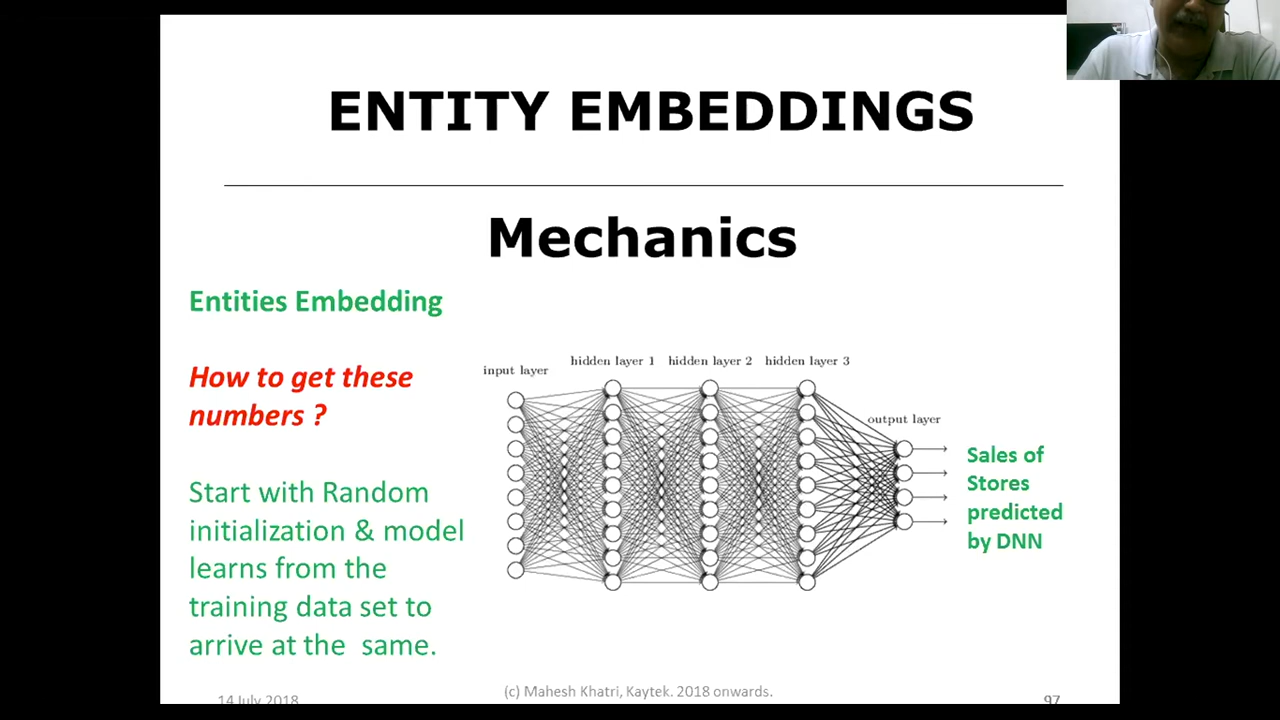 ENTITY EMBEDDINGS
Mechanics
Entities Embedding
How to get these
numbers ?
Start with Random
initialization & model
learns from the
training data set to
arrive at the same.
input layer
hidden layer 1 hidden layer 2 hidden layer 3
output layer
Sales of
Stores
predicted
by DNN
14 July 2018
(c) Mahesh Khatri, Kaytek. 2018 onwards.
97